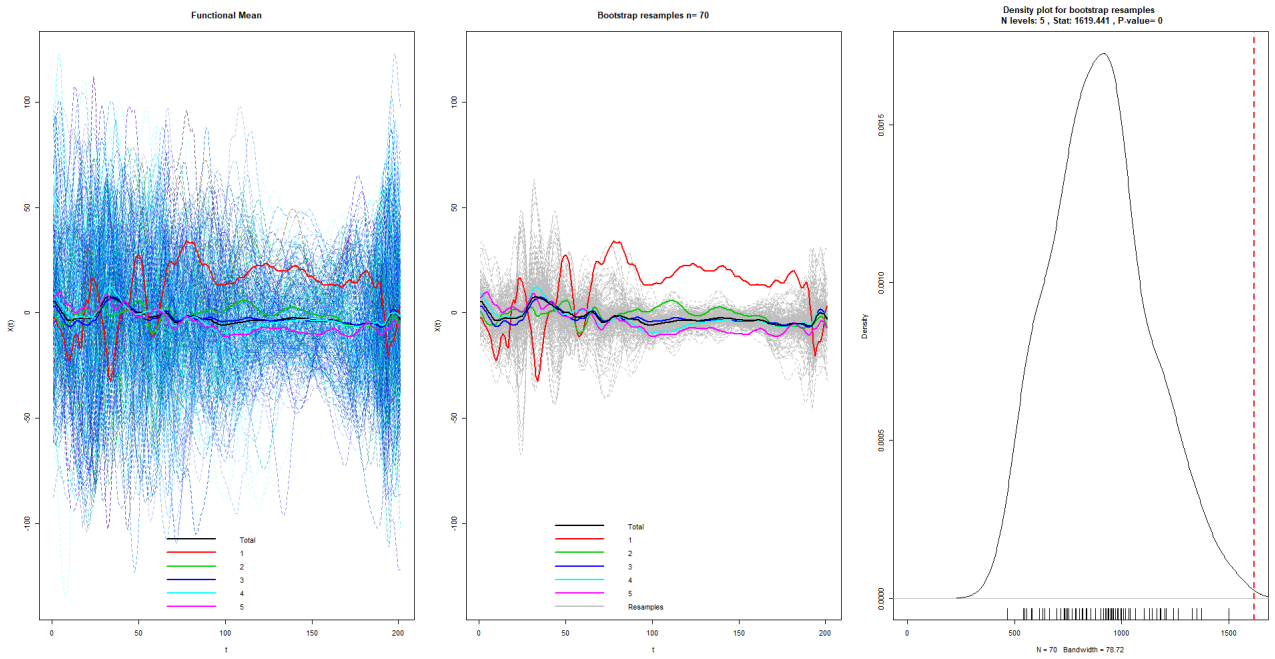 Functional Mean
X(t)
100
50
0
-50
-100
0
50
100
150
200
t
Total
1
2
3
4
5
Bootstrap resamples n= 70
X(t)
100
50
0
-50
-100
0
50
100
150
200
t
Total
1
2
3
4
5
Resamples
Density plot for bootstrap resamples
N levels: 5 , Stat: 1619.441 , P-value= 0
Density
0.0015
0.0010
0.0005
0.0000
0
500
1000
1500
N = 70 Bandwidth = 78.72